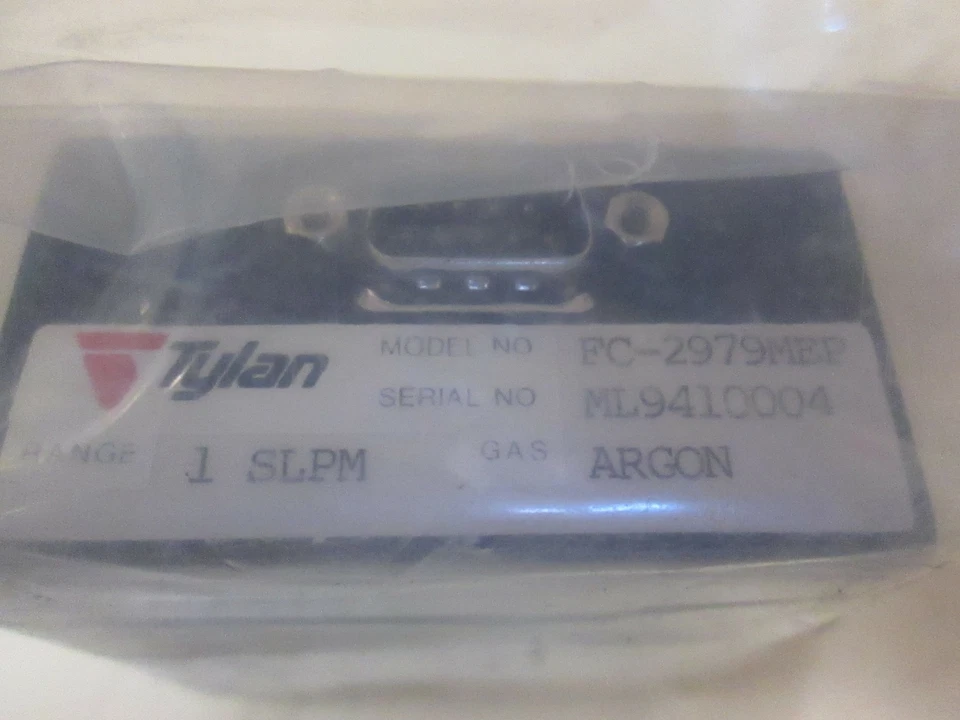 Tylan MODEL NO FC-2979MEP
SERIAL NO ML9410004
RANGE 1 SLPM GAS ARGON